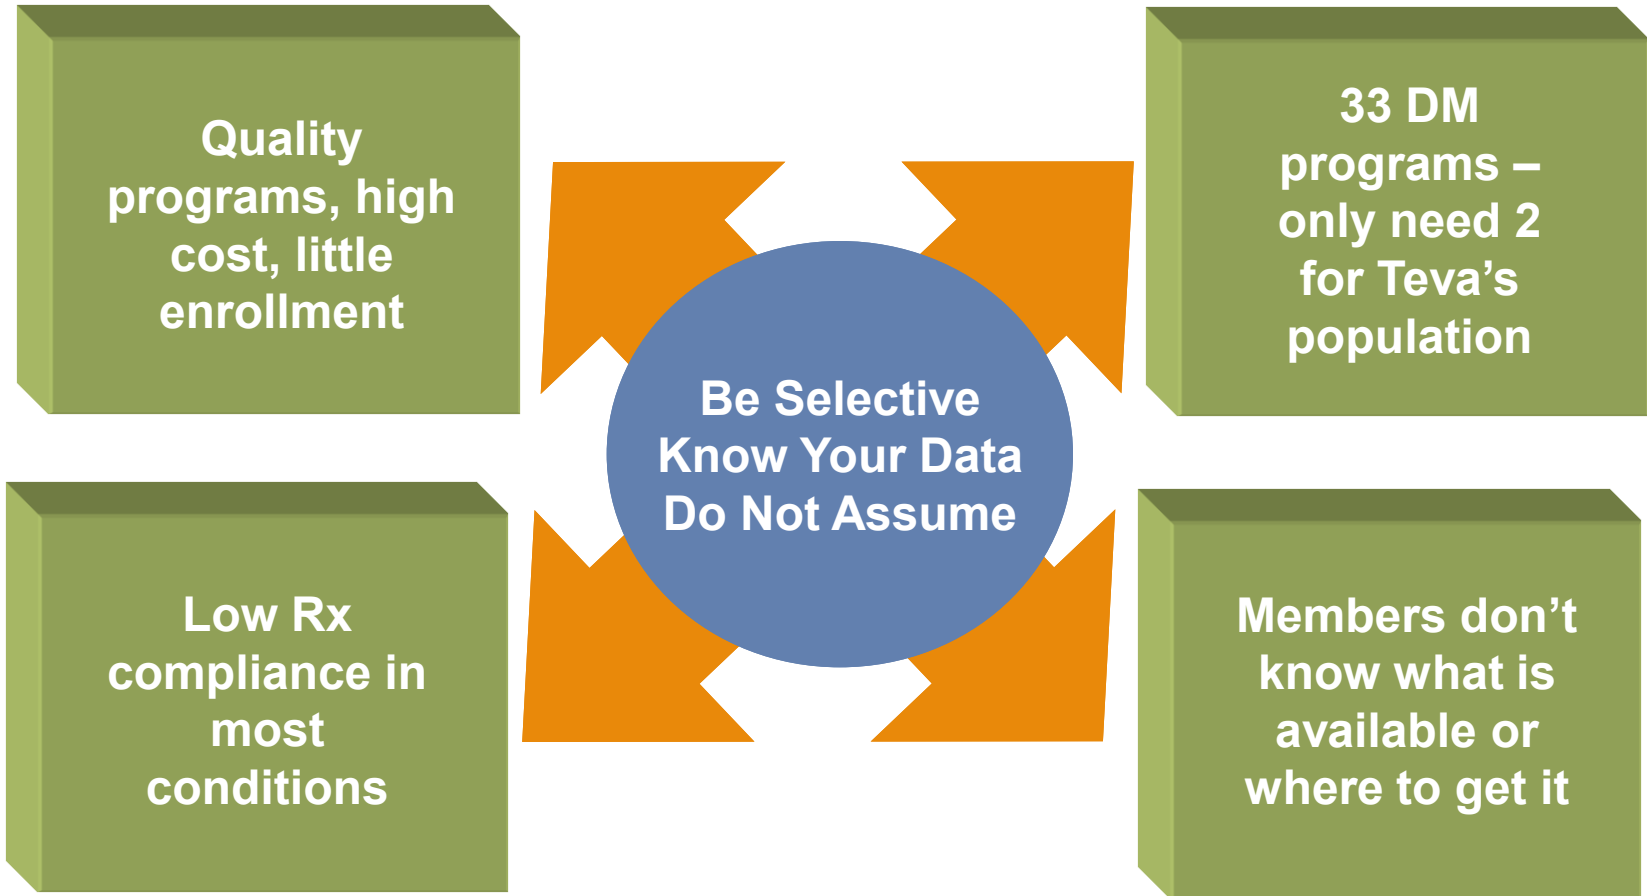 Quality
programs, high
cost, little
enrollment
33 DM
programs –
only need 2
for Teva’s
population
Be Selective
Know Your Data
Do Not Assume
Low Rx
compliance in
most
conditions
Members don’t
know what is
available or
where to get it